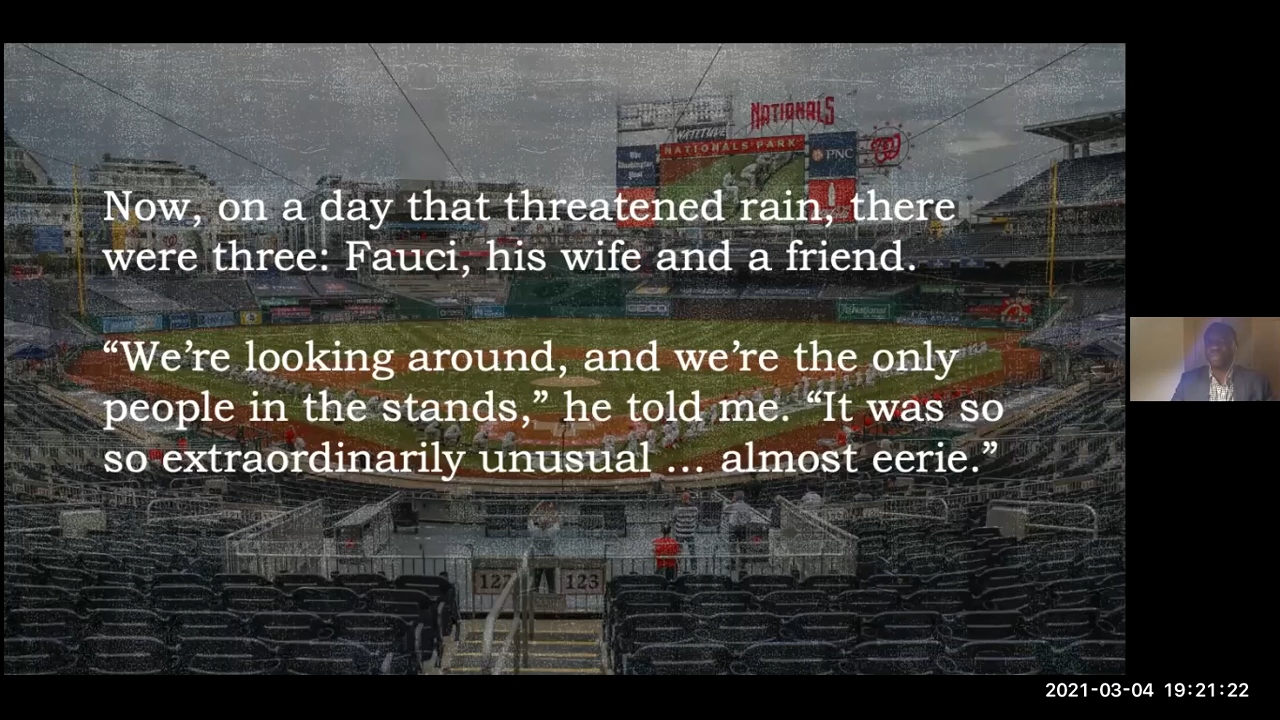 NATIONALS
NATITUDE
NATIONALS PARK
PNC
Now, on a day that threatened rain, there
were three: Fauci, his wife and a friend.
GEICO
“We’re looking around, and we’re the only
people in the stands,” he told me. “It was so
so extraordinarily unusual … almost eerie.”
127
123
2021-03-04 19:21:22